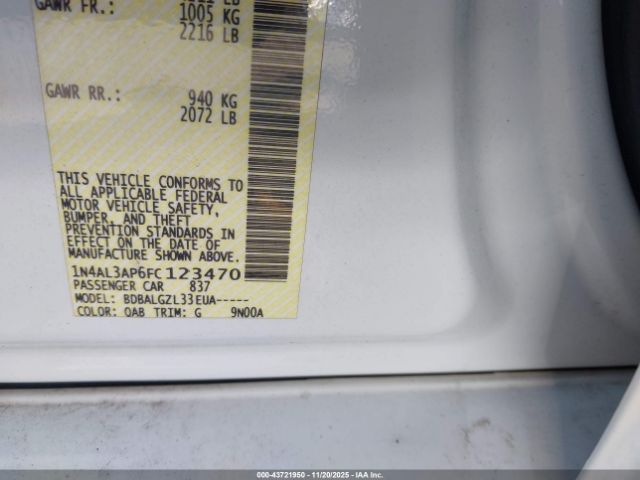 GAWR FR.: 1005 KG
2216 LB
GAWR RR.: 940 KG
2072 LB
THIS VEHICLE CONFORMS TO
ALL APPLICABLE FEDERAL
MOTOR VEHICLE SAFETY,
BUMPER, AND THEFT
PREVENTION STANDARDS IN
EFFECT ON THE DATE OF
MANUFACTURE SHOWN ABOVE.
1N4AL3AP6FC123470
PASSENGER CAR 837
MODEL: BDBALGZL33EUA-----
COLOR: QAB TRIM: G 9N00A
000-43721950 - 11/20/2025 - IAAI.COM